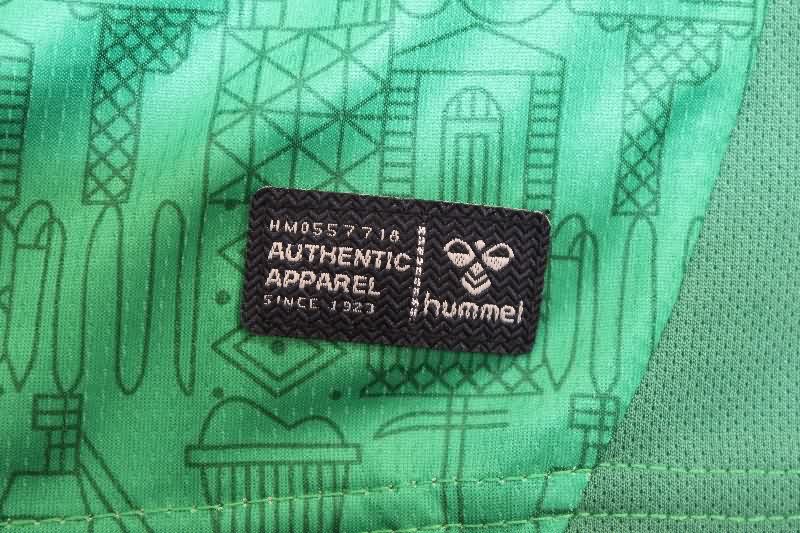 HM0557718
AUTHENTIC
APPAREL
SINCE 1923
hummel